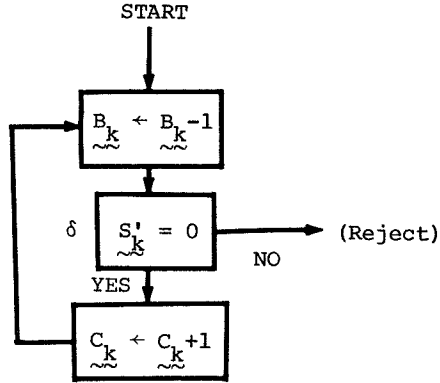 START
B_k ← B_k-1
δ S'_k = 0 (Reject)
NO
YES
C_k ← C_k+1